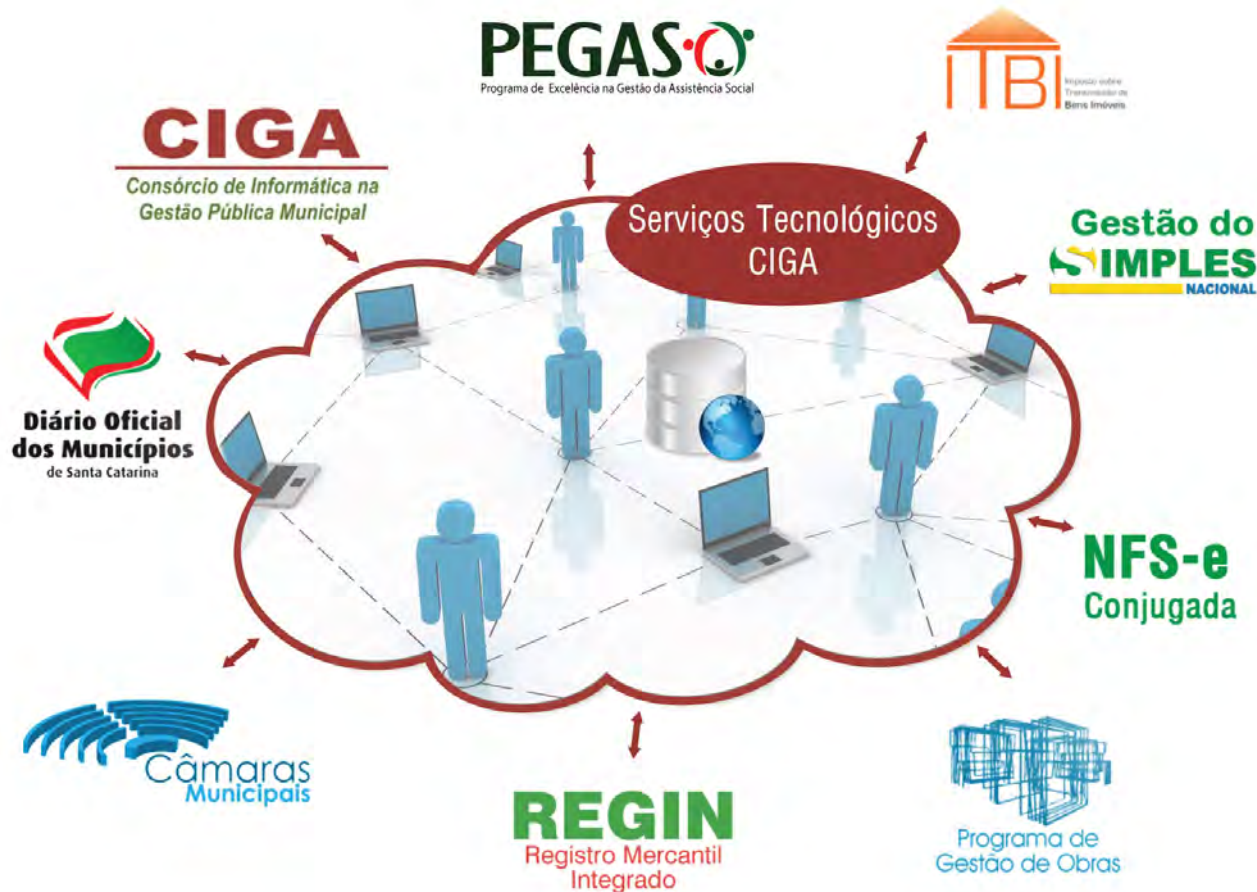 PEGASO
Programa de Excelência na Gestão da Assistência Social
ITBI
Imposto sobre
Transmissão de
Bens Imóveis
CIGA
Consórcio de Informática na
Gestão Pública Municipal
Serviços Tecnológicos
CIGA
Gestão do
SIMPLES
NACIONAL
Diário Oficial
dos Municípios
de Santa Catarina
NFS-e
Conjugada
Câmaras
Municipais
REGIN
Registro Mercantil
Integrado
Programa de
Gestão de Obras